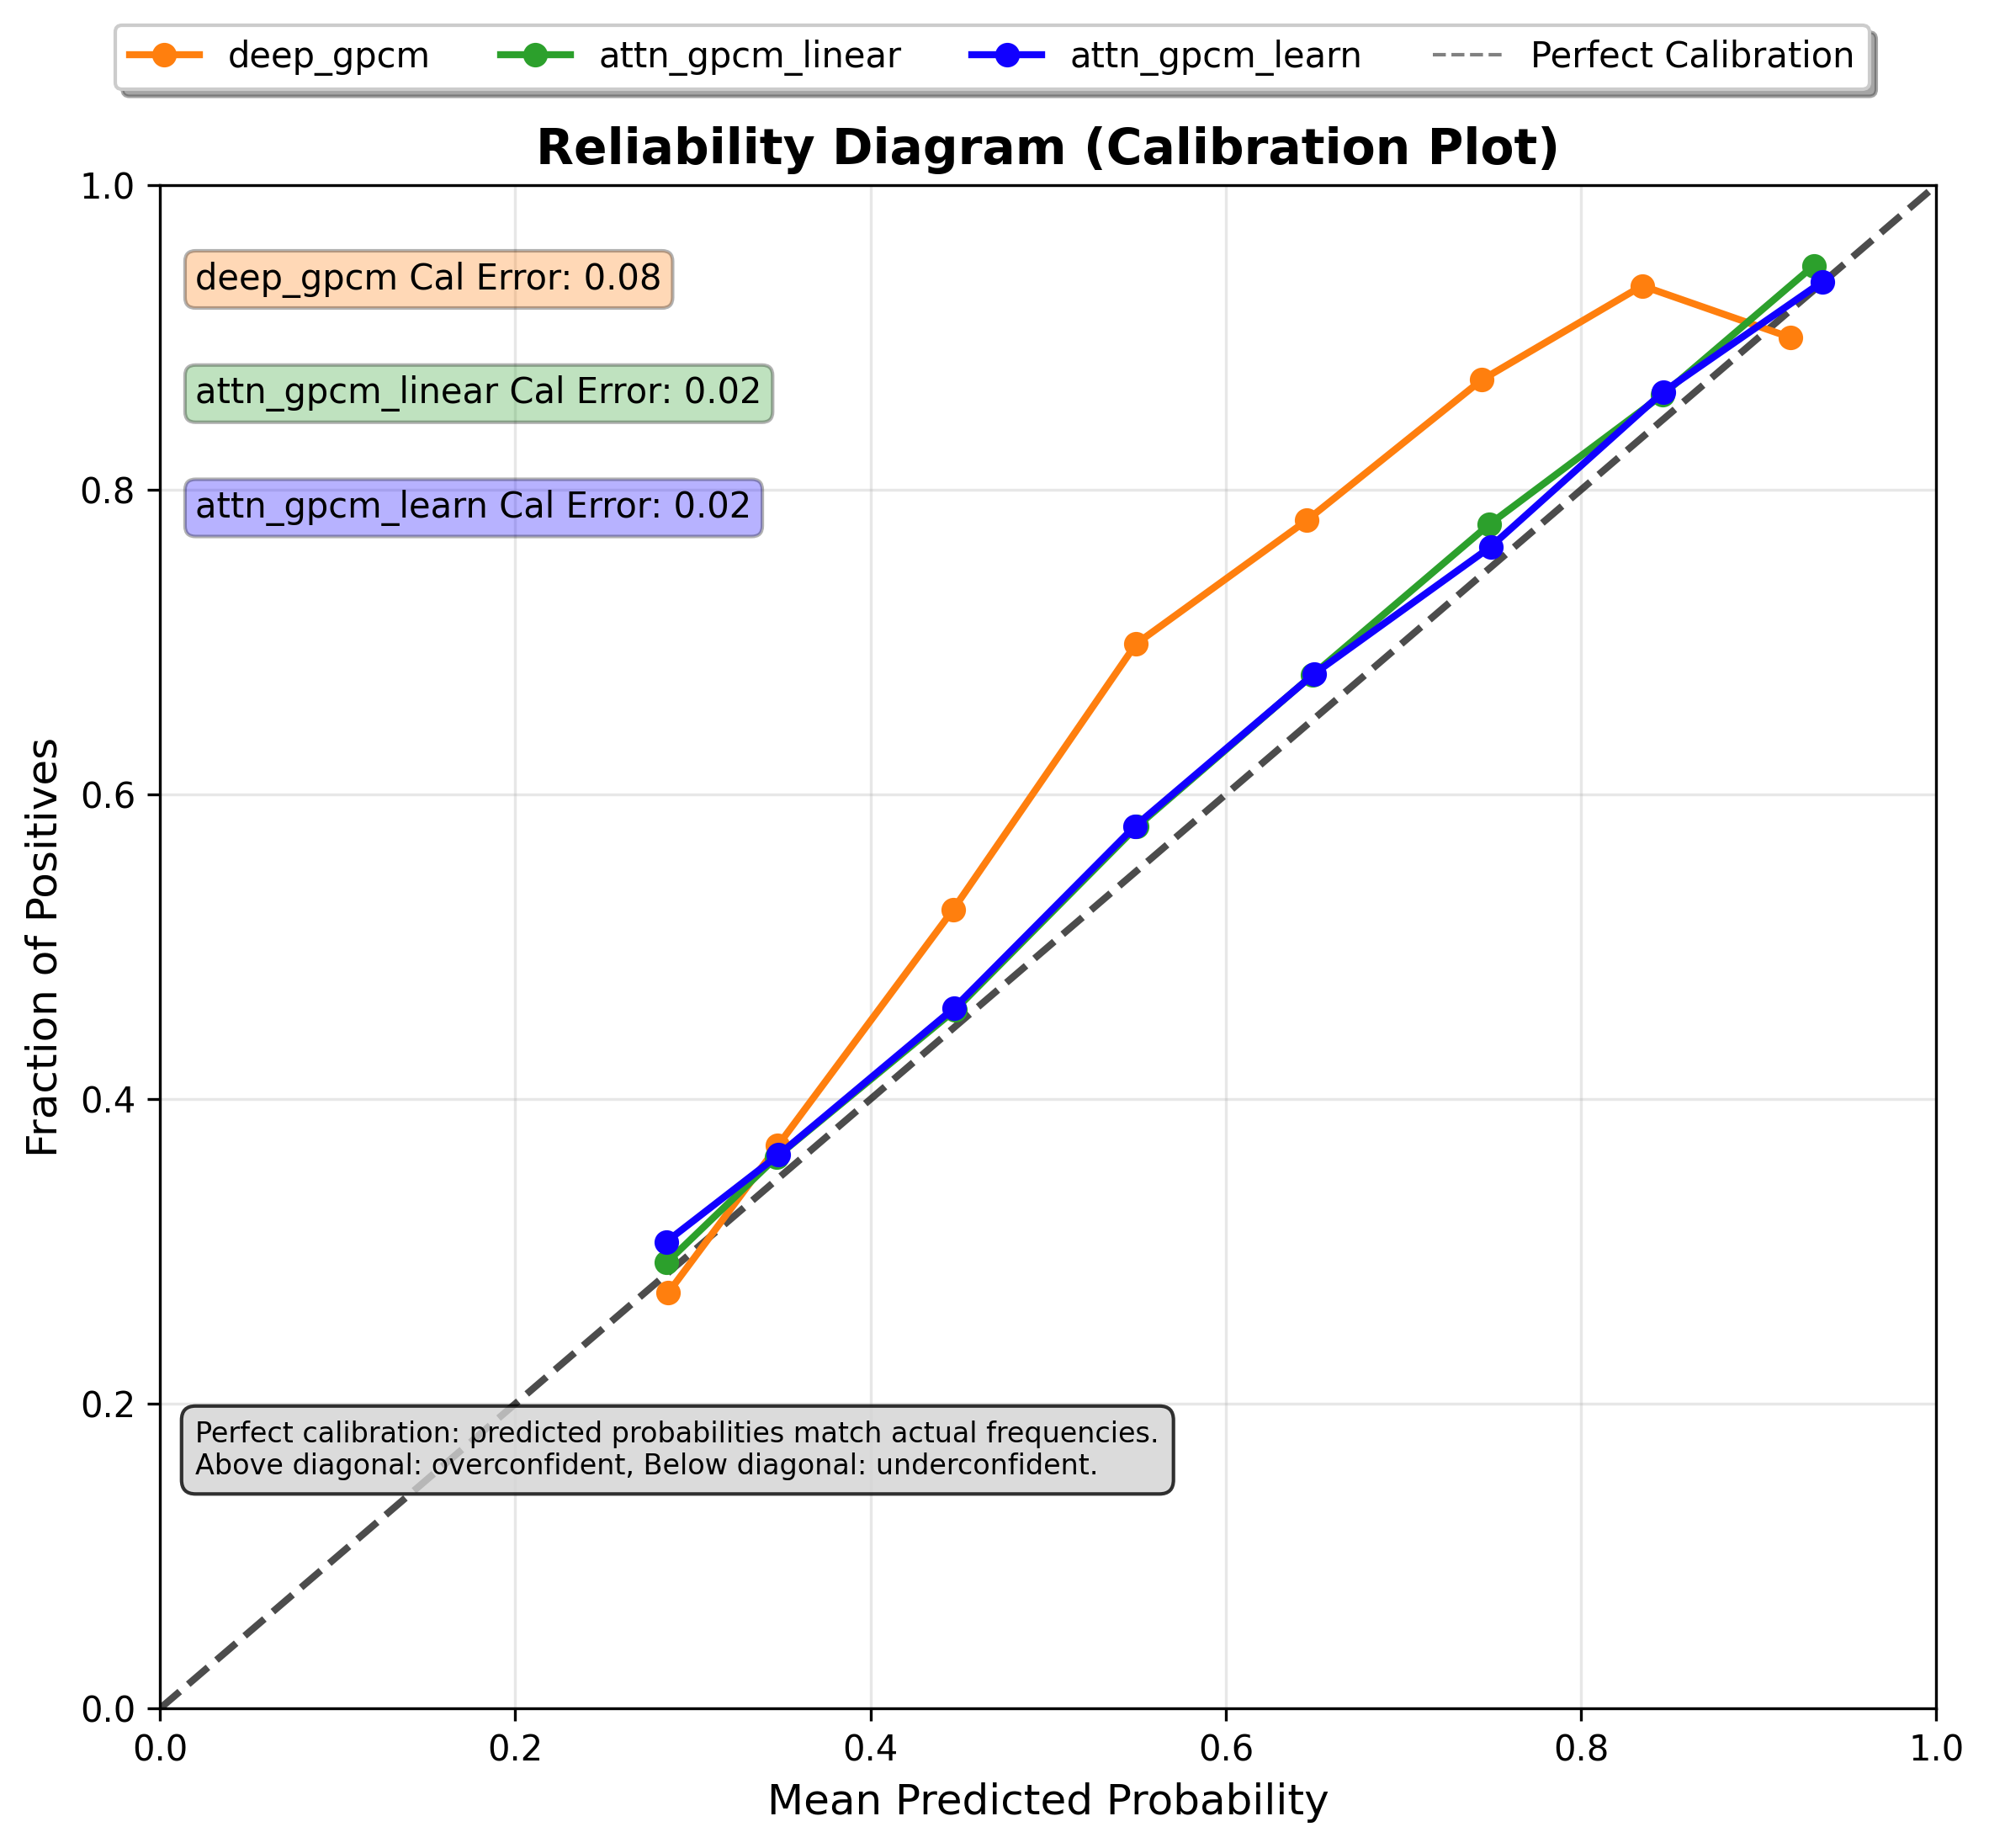 deep_gpcm attn_gpcm_linear attn_gpcm_learn Perfect Calibration
Reliability Diagram (Calibration Plot)
deep_gpcm Cal Error: 0.08
attn_gpcm_linear Cal Error: 0.02
attn_gpcm_learn Cal Error: 0.02
Fraction of Positives
1.0
0.8
0.6
0.4
0.2
0.0
Perfect calibration: predicted probabilities match actual frequencies.
Above diagonal: overconfident, Below diagonal: underconfident.
0.0 0.2 0.4 0.6 0.8 1.0
Mean Predicted Probability